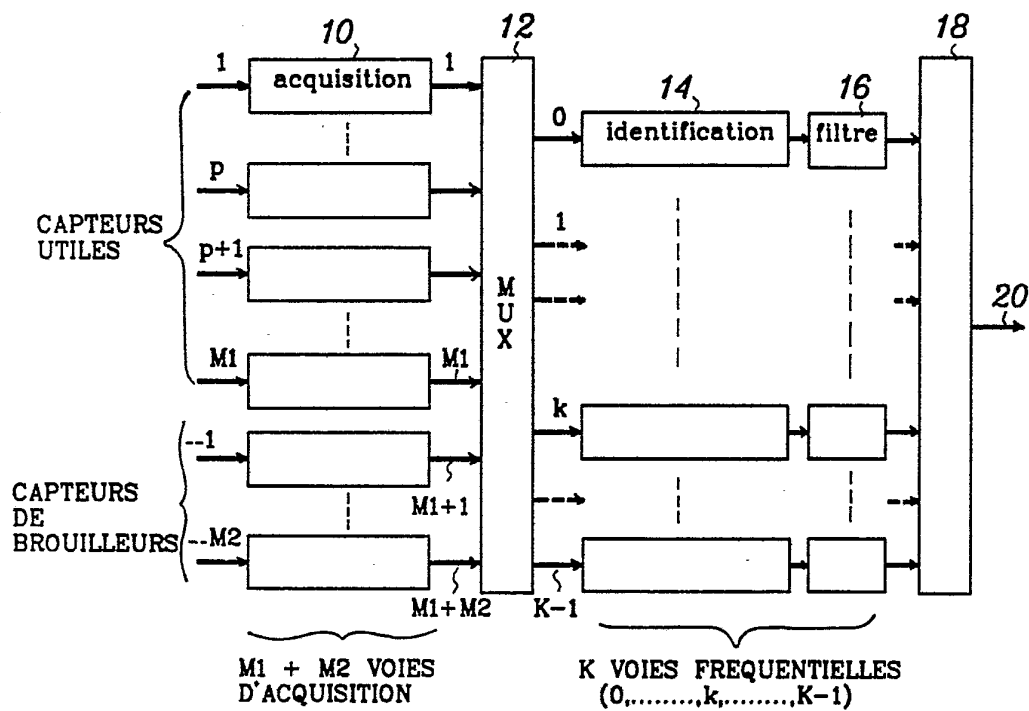 10
12
18
1
acquisition
1
14
16
0
identification
filtre
p
CAPTEURS
UTILES
p+1
1
MUX
20
M1
M1
k
--1
M1+1
CAPTEURS
DE
BROUILLEURS
--M2
M1+M2
K-1
M1 + M2 VOIES
D'ACQUISITION
K VOIES FREQUENTIELLES
(0,........,k,........,K-1)